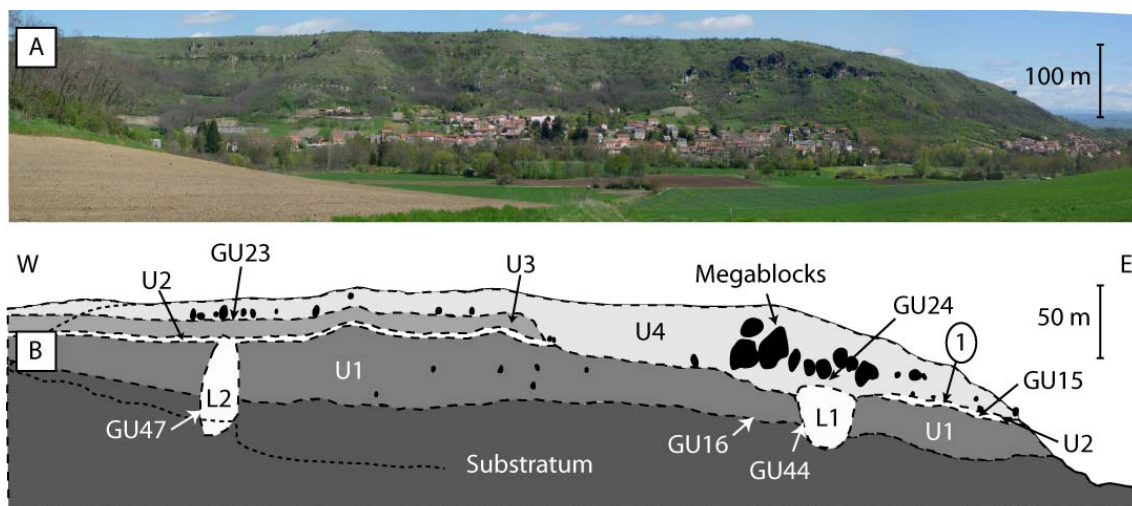 A
100 m
W
GU23
U2
U3
Megablocks
GU24
E
1
50 m
U4
GU15
B
U1
L2
L1
U1
U2
GU47
GU16
GU44
Substratum